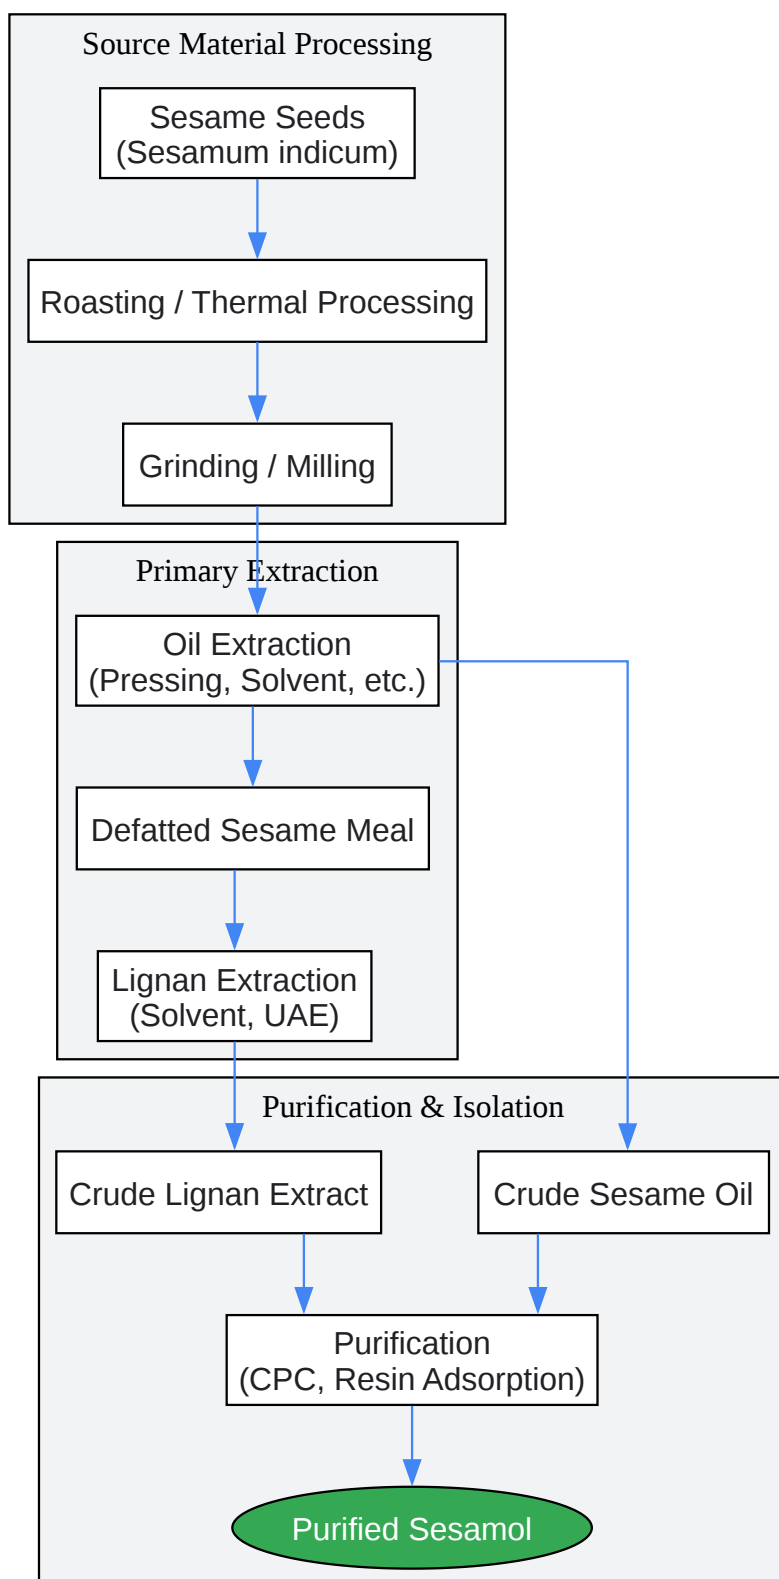 Source Material Processing
Sesame Seeds
(Sesamum indicum)
Roasting / Thermal Processing
Grinding / Milling
Primary Extraction
Oil Extraction
(Pressing, Solvent, etc.)
Defatted Sesame Meal
Lignan Extraction
(Solvent, UAE)
Purification & Isolation
Crude Lignan Extract
Crude Sesame Oil
Purification
(CPC, Resin Adsorption)
Purified Sesamol